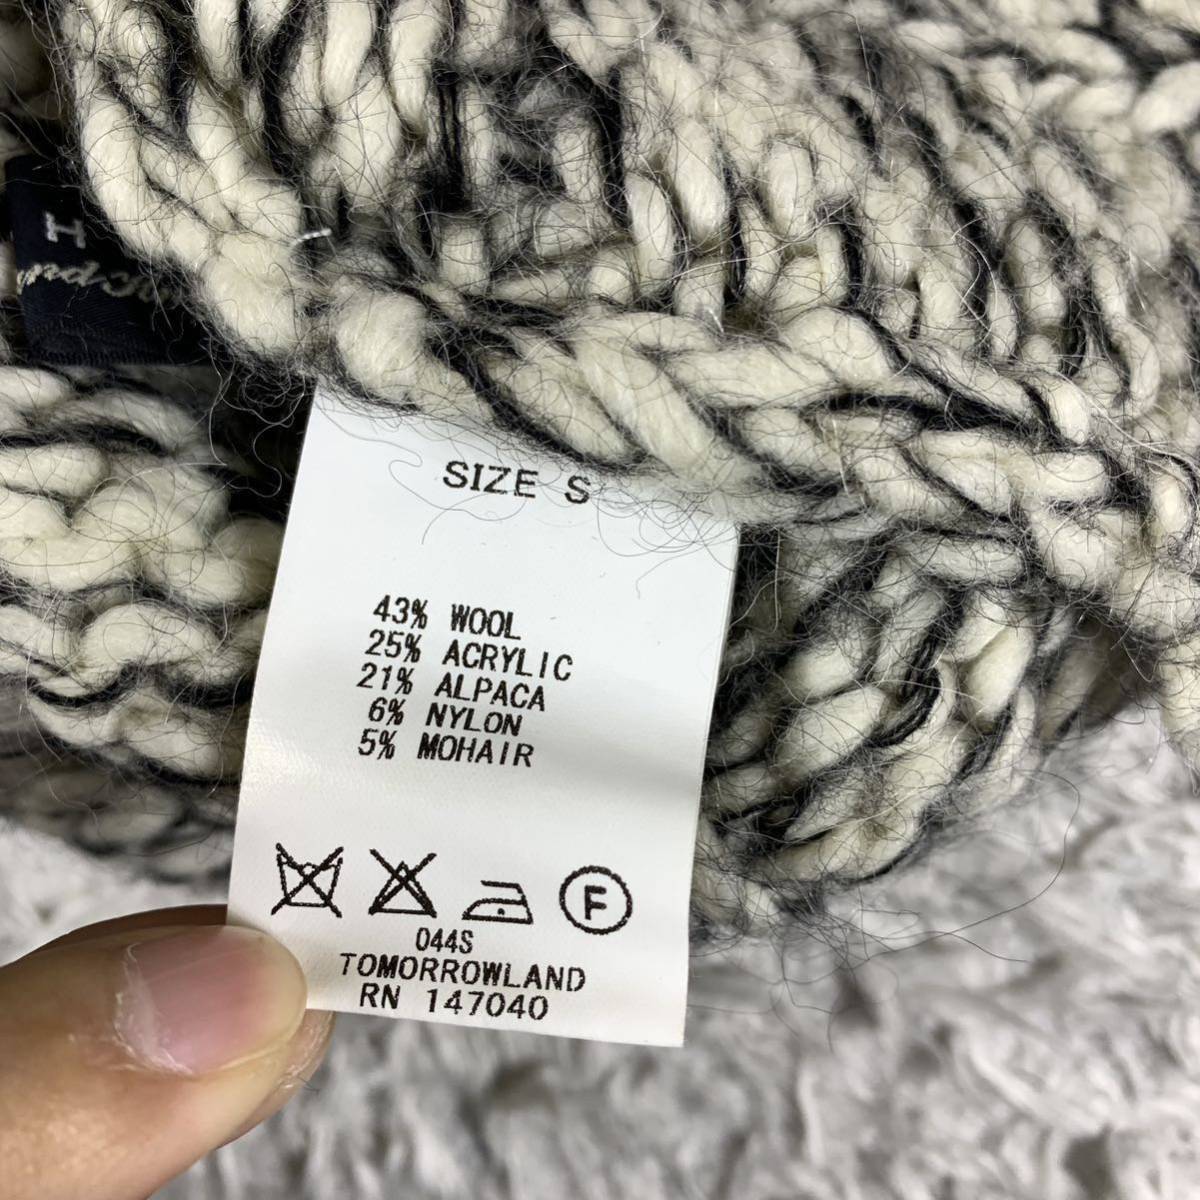 H
SIZE S
43% WOOL
25% ACRYLIC
21% ALPACA
6% NYLON
5% MOHAIR
F
044S
TOMORROWLAND
RN 147040